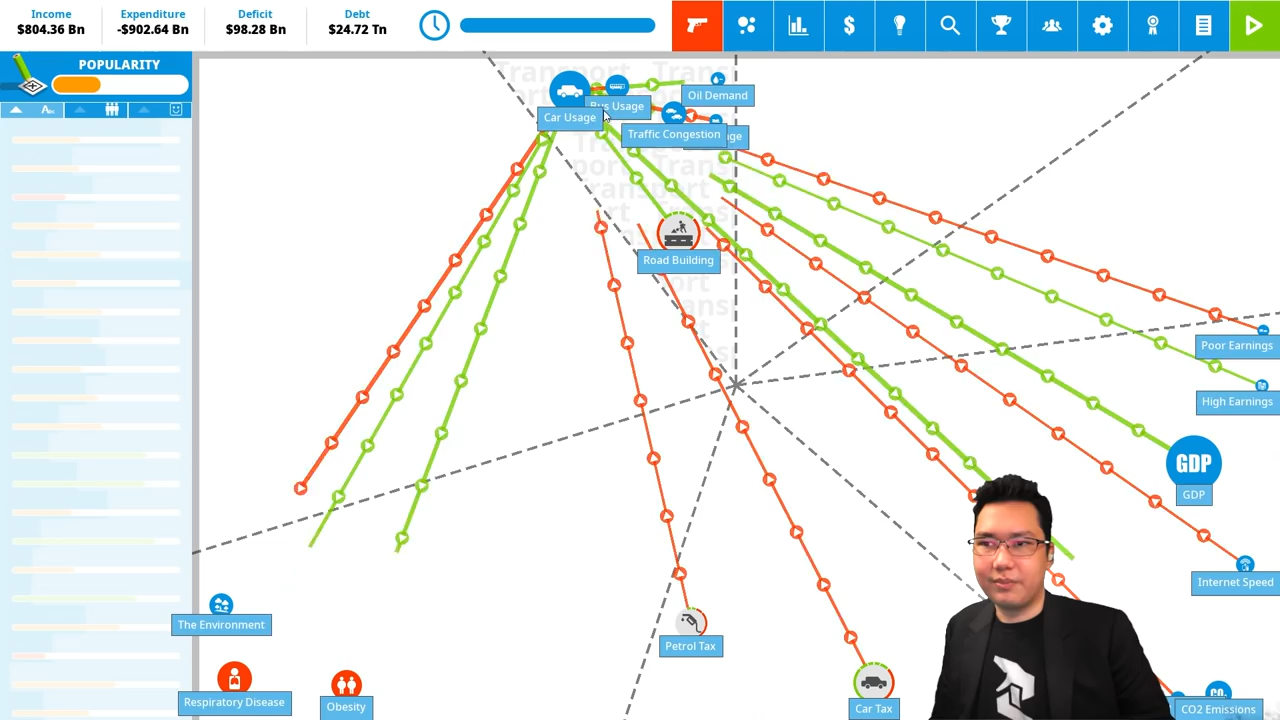 Income
Expenditure
Deficit
Debt
$804.36 Bn
-$902.64 Bn
$98.28 Bn
$24.72 Tn
POPULARITY
Transport
Transport
Oil Demand
Bus Usage
Car Usage
Traffic Congestion
Road Building
Poor Earnings
High Earnings
GDP
GDP
Internet Speed
The Environment
Petrol Tax
Respiratory Disease
Obesity
Car Tax
CO2 Emissions